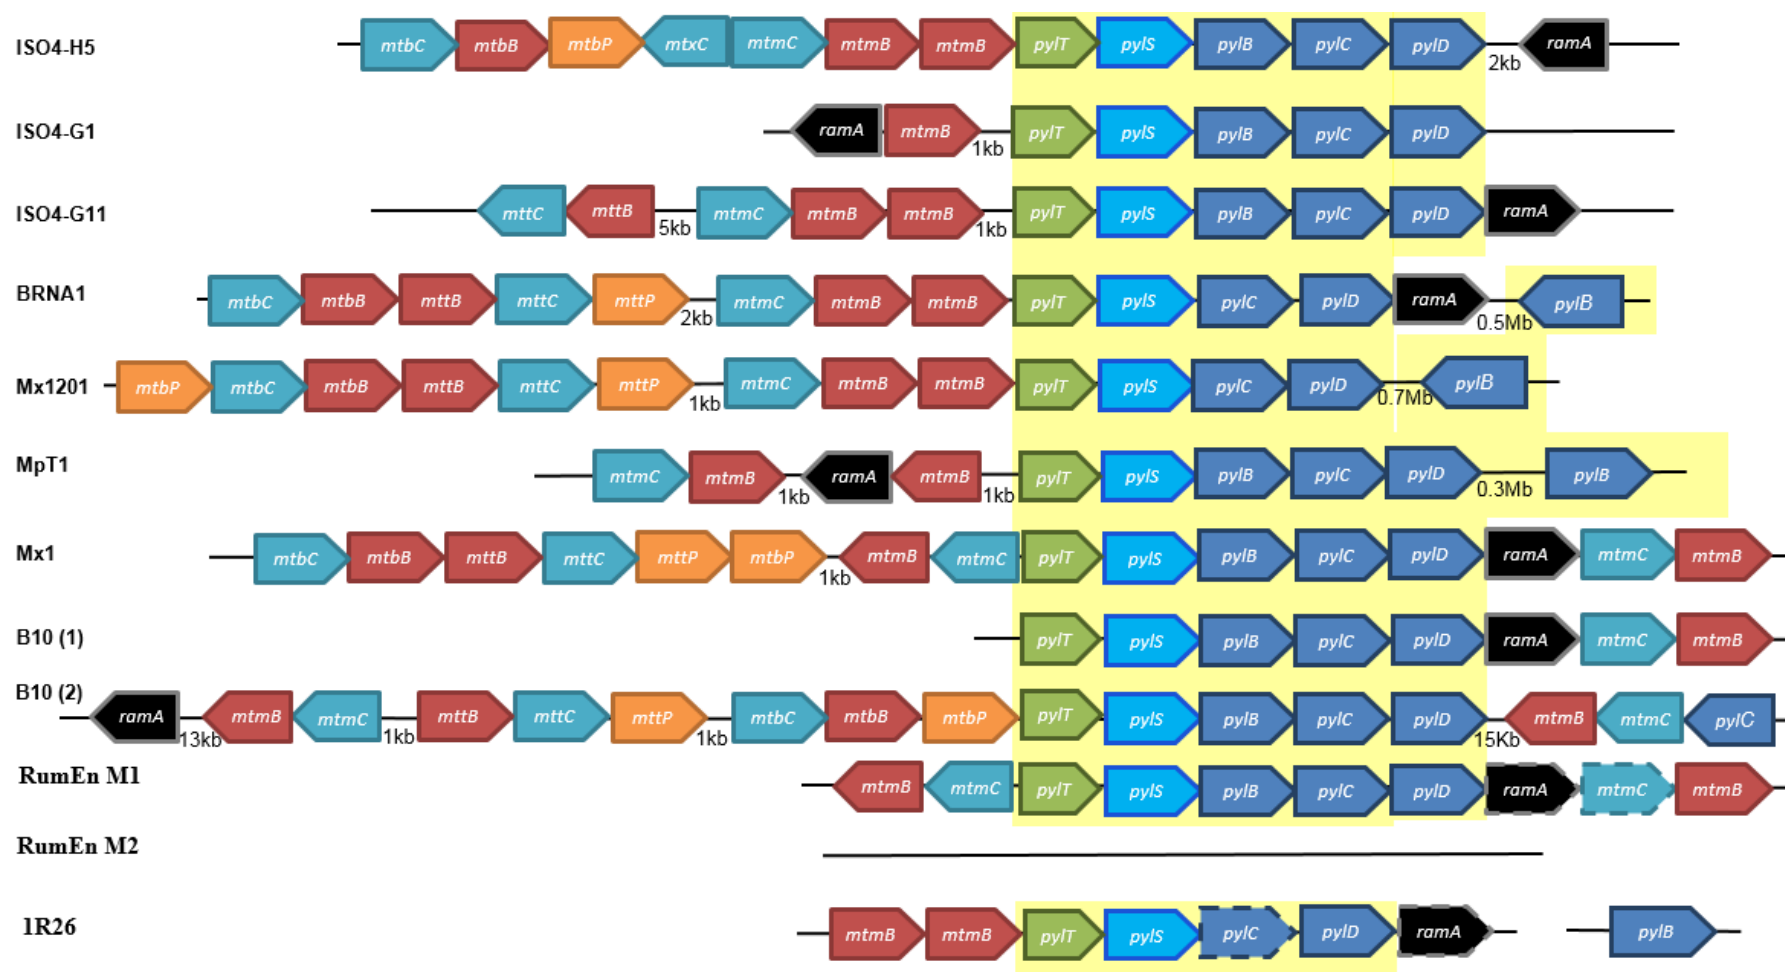 ISO4-H5 mtbC mtbB mtbP mtxC mtmC mtmB mtmB pylT pylS pylB pylC pylD 2kb ramA
ISO4-G1 ramA mtmB 1kb pylT pylS pylB pylC pylD
ISO4-G11 mttC mttB 5kb mtmC mtmB mtmB 1kb pylT pylS pylB pylC pylD ramA
BRNA1 mtbC mtbB mttB mttC mttP 2kb mtmC mtmB mtmB pylT pylS pylC pylD ramA 0.5Mb pylB
Mx1201 mtbP mtbC mtbB mttB mttC mttP 1kb mtmC mtmB mtmB pylT pylS pylC pylD 0.7Mb pylB
MpT1 mtmC mtmB 1kb ramA mtmB 1kb pylT pylS pylB pylC pylD 0.3Mb pylB
Mx1 mtbC mtbB mttB mttC mttP mtbP 1kb mtmB mtmC pylT pylS pylB pylC pylD ramA mtmC mtmB
B10 (1) pylT pylS pylB pylC pylD ramA mtmC mtmB
B10 (2) ramA 13kb mtmB mtmC 1kb mttB mttC mttP 1kb mtbC mtbB mtbP pylT pylS pylB pylC pylD 15Kb mtmB mtmC pylC
RumEn M1 mtmB mtmC pylT pylS pylB pylC pylD ramA mtmC mtmB
RumEn M2
1R26 mtmB mtmB pylT pylS pylC pylD ramA pylB